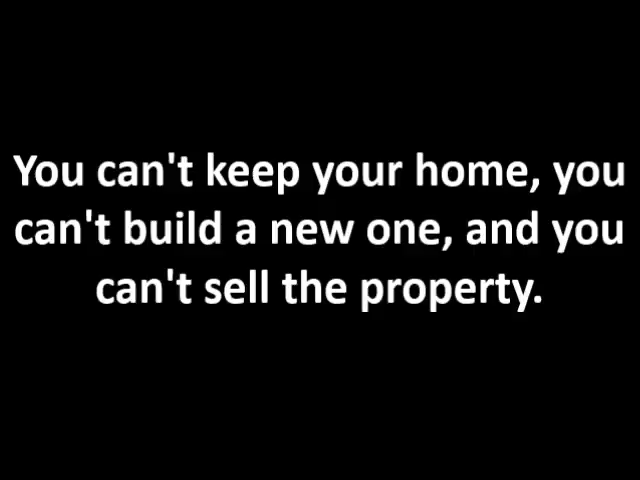 You can't keep your home, you
can't build a new one, and you
can't sell the property.